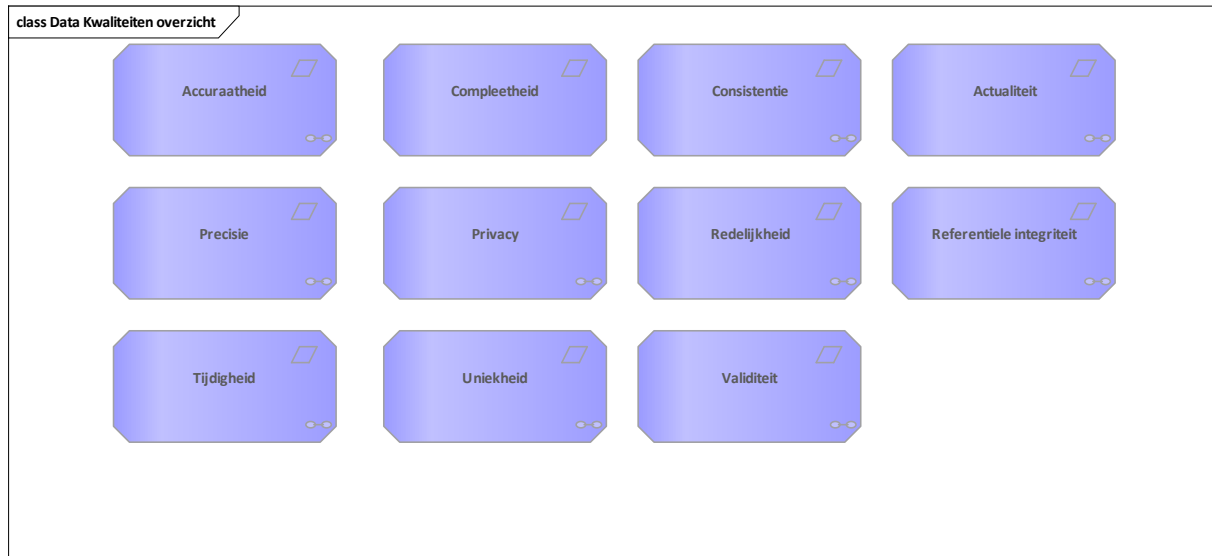 class Data Kwaliteiten overzicht
Accuraatheid
Compleetheid
Consistentie
Actualiteit
Precisie
Privacy
Redelijkheid
Referentiele integriteit
Tijdigheid
Uniekheid
Validiteit